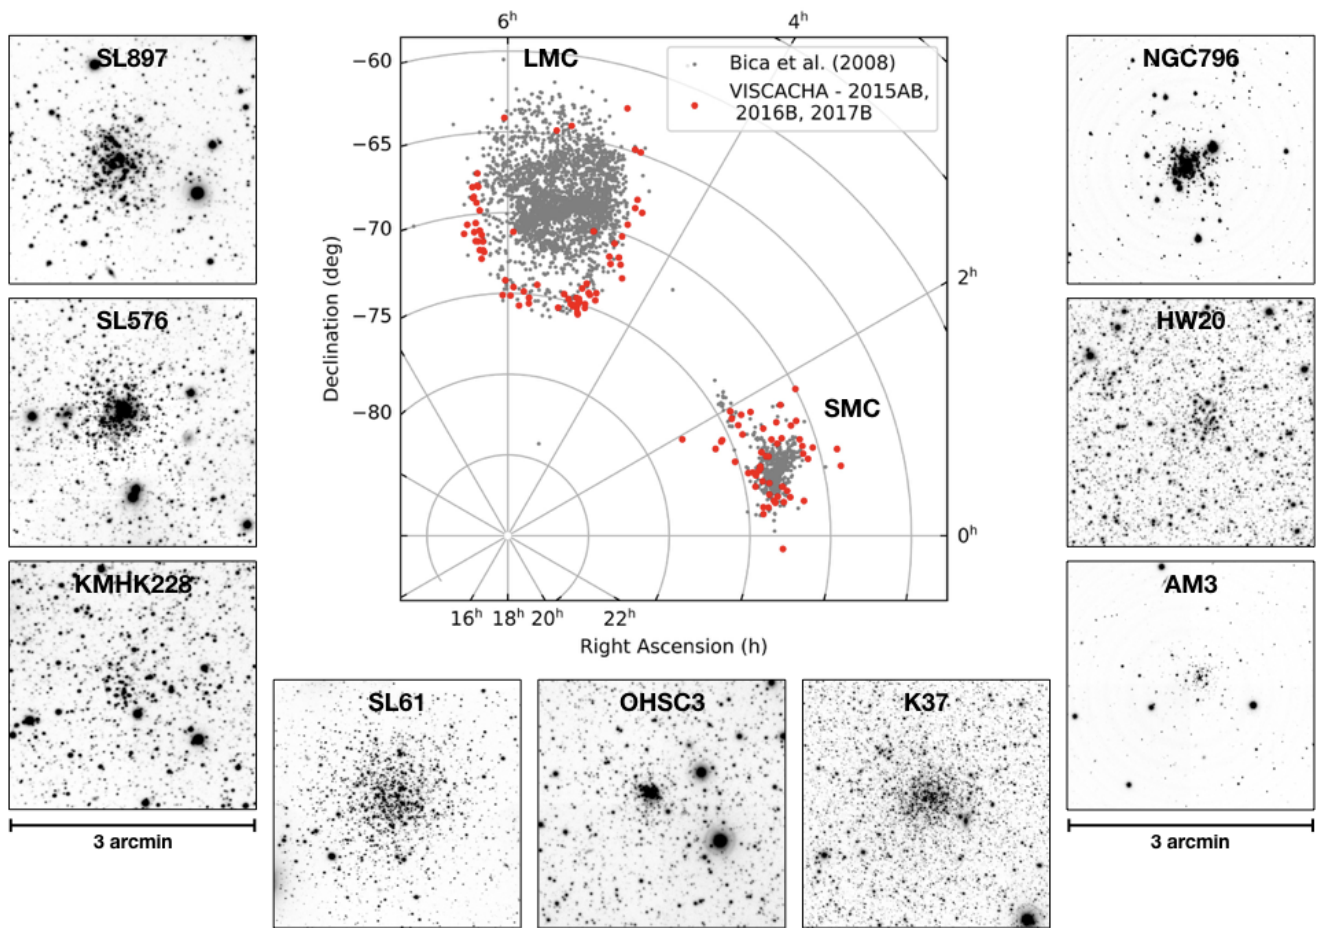 6ʰ
4ʰ
SL897
LMC
Bica et al. (2008)
VISCACHA - 2015AB,
2016B, 2017B
NGC796
−60
−65
−70
−75
−80
Declination (deg)
2ʰ
0ʰ
SMC
SL576
HW20
KMHK228
AM3
16ʰ 18ʰ 20ʰ 22ʰ
Right Ascension (h)
SL61
OHSC3
K37
3 arcmin
3 arcmin